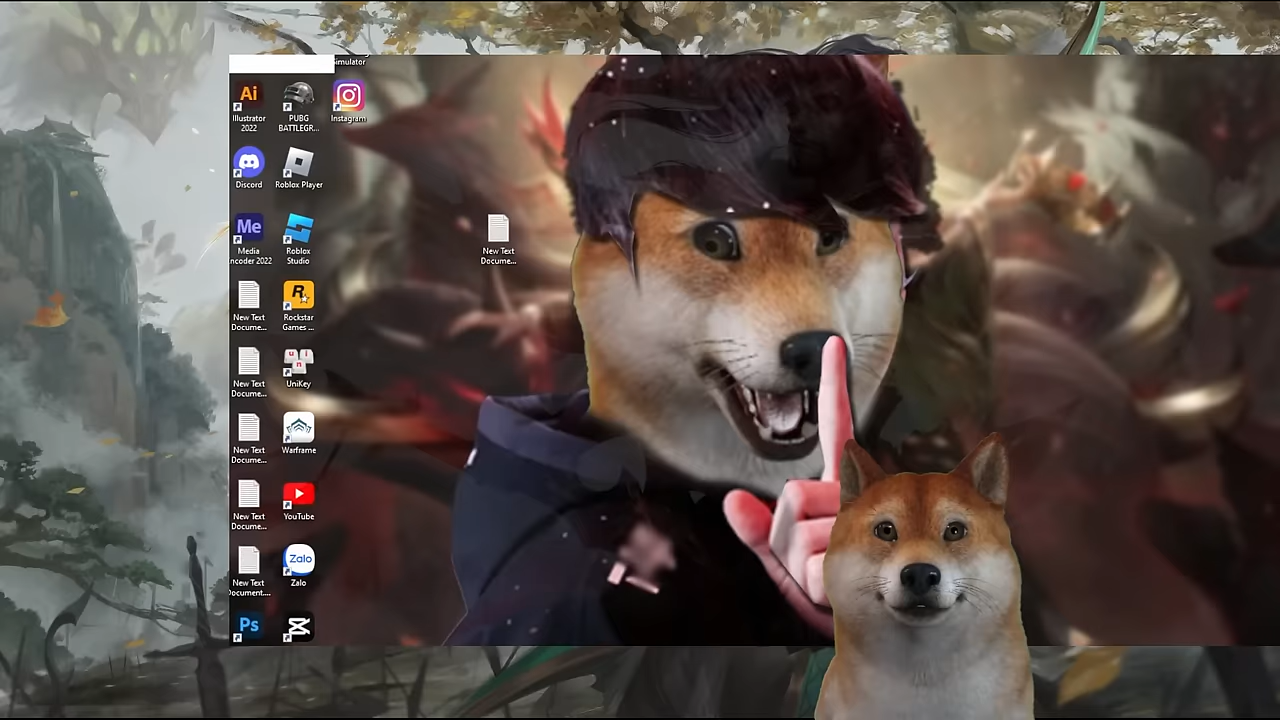 Simulator
Ai
Illustrator
2022
PUBG
BATTLEGR...
Instagram
Discord
Roblox Player
Me
Media
ncoder 2022
Roblox
Studio
New Text
Docume...
New Text
Docume...
R
Rockstar
Games ...
New Text
Docume...
u n i
UniKey
New Text
Docume...
Warframe
New Text
Docume...
YouTube
New Text
Document....
Zalo
Zalo
Ps